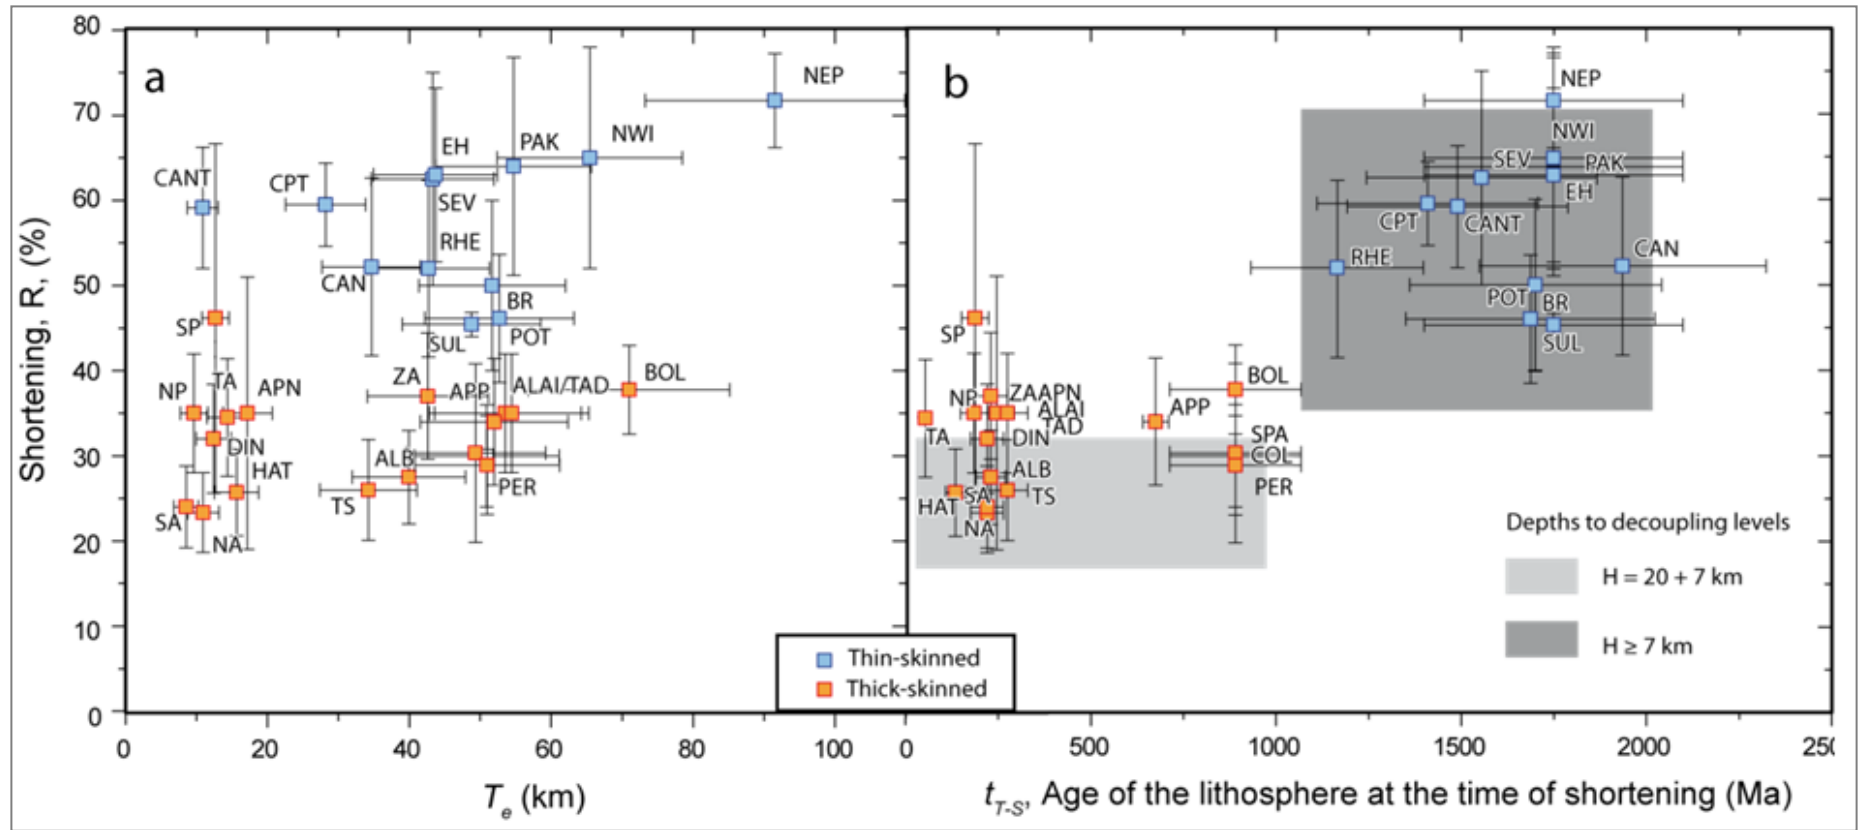 a
b
Shortening, R, (%)
80
70
60
50
40
30
20
10
0
NEP
NWI
PAK
EH
CANT
CPT
SEV
RHE
CAN
BR
SUL
POT
SP
ZA
APP
ALAI/TAD
BOL
NP
TA
APN
DIN
HAT
ALB
SA
NA
TS
PER
0
20
40
60
80
100
Te (km)
NEP
NWI
SEV
PAK
EH
CPT
CANT
RHE
CAN
POT
BR
SUL
SP
BOL
NP
ZA
APN
ALAI
TAD
APP
TA
DIN
SPA
COL
ALB
HAT
SA
TS
PER
NA
Depths to decoupling levels
H = 20 + 7 km
H ≥ 7 km
Thin-skinned
Thick-skinned
0
500
1000
1500
2000
250
tT-S, Age of the lithosphere at the time of shortening (Ma)